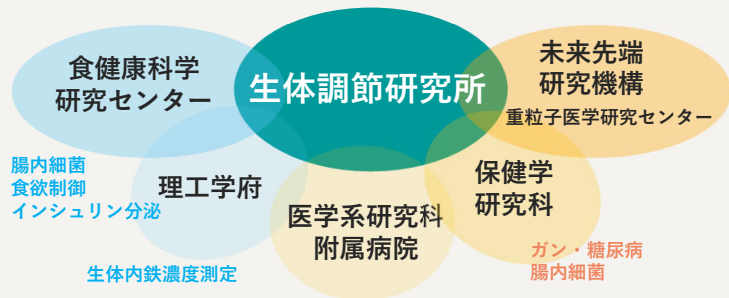 食健康科学
研究センター
生体調節研究所
未来先端
研究機構
重粒子医学研究センター
腸内細菌
食欲制御
インシュリン分泌
理工学府
医学系研究科
附属病院
保健学
研究科
生体内鉄濃度測定
ガン・糖尿病
腸内細菌